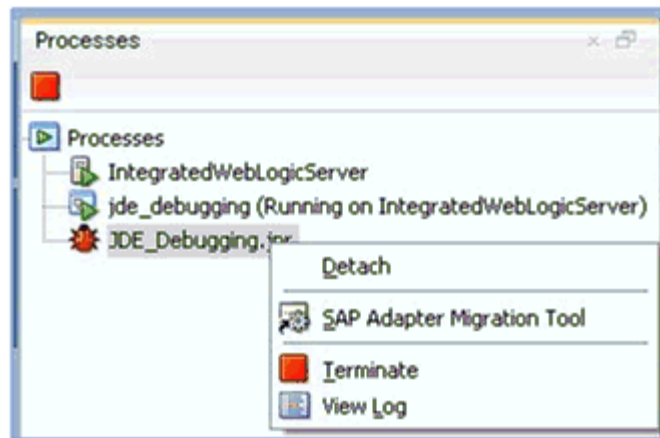 Processes
Processes
IntegratedWebLogicServer
jde_debugging (Running on IntegratedWebLogicServer)
JDE_Debugging.jpr
Detach
SAP Adapter Migration Tool
Terminate
View Log